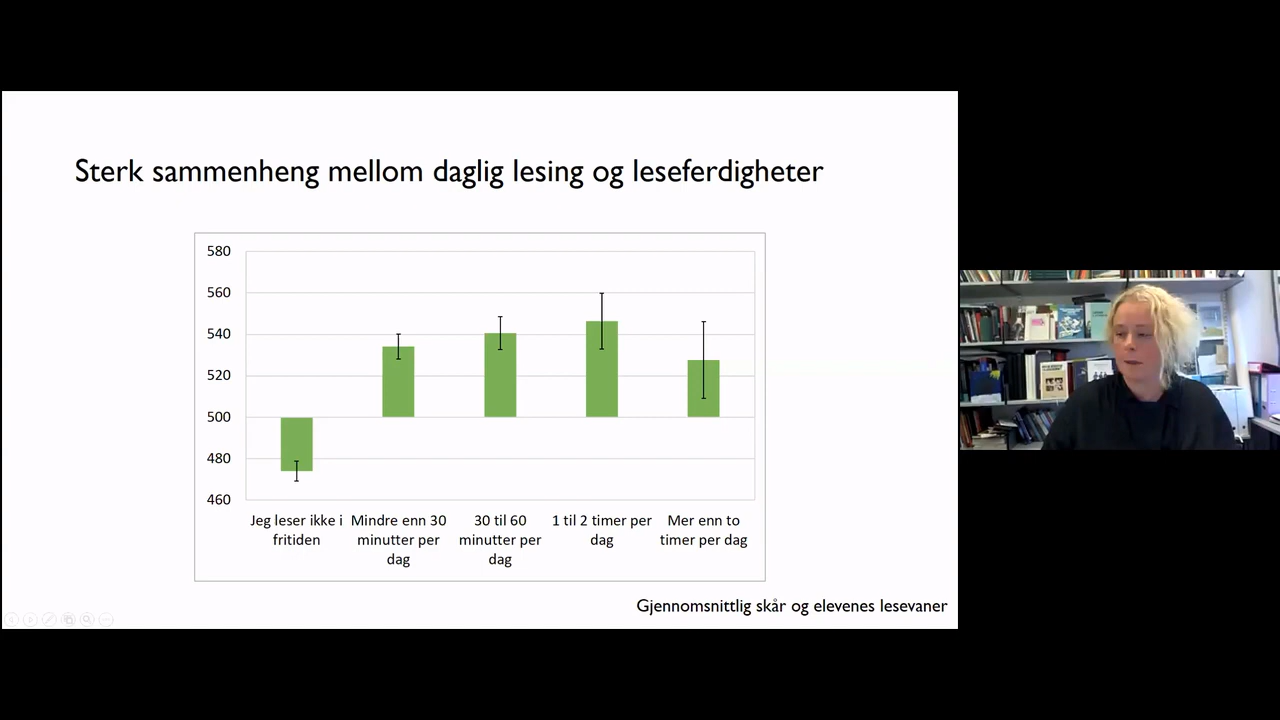 Sterk sammenheng mellom daglig lesing og leseferdigheter
580
560
540
520
500
480
460
Jeg leser ikke i
fritiden
Mindre enn 30
minutter per
dag
30 til 60
minutter per
dag
1 til 2 timer per
dag
Mer enn to
timer per dag
Gjennomsnittlig skår og elevenes lesevaner